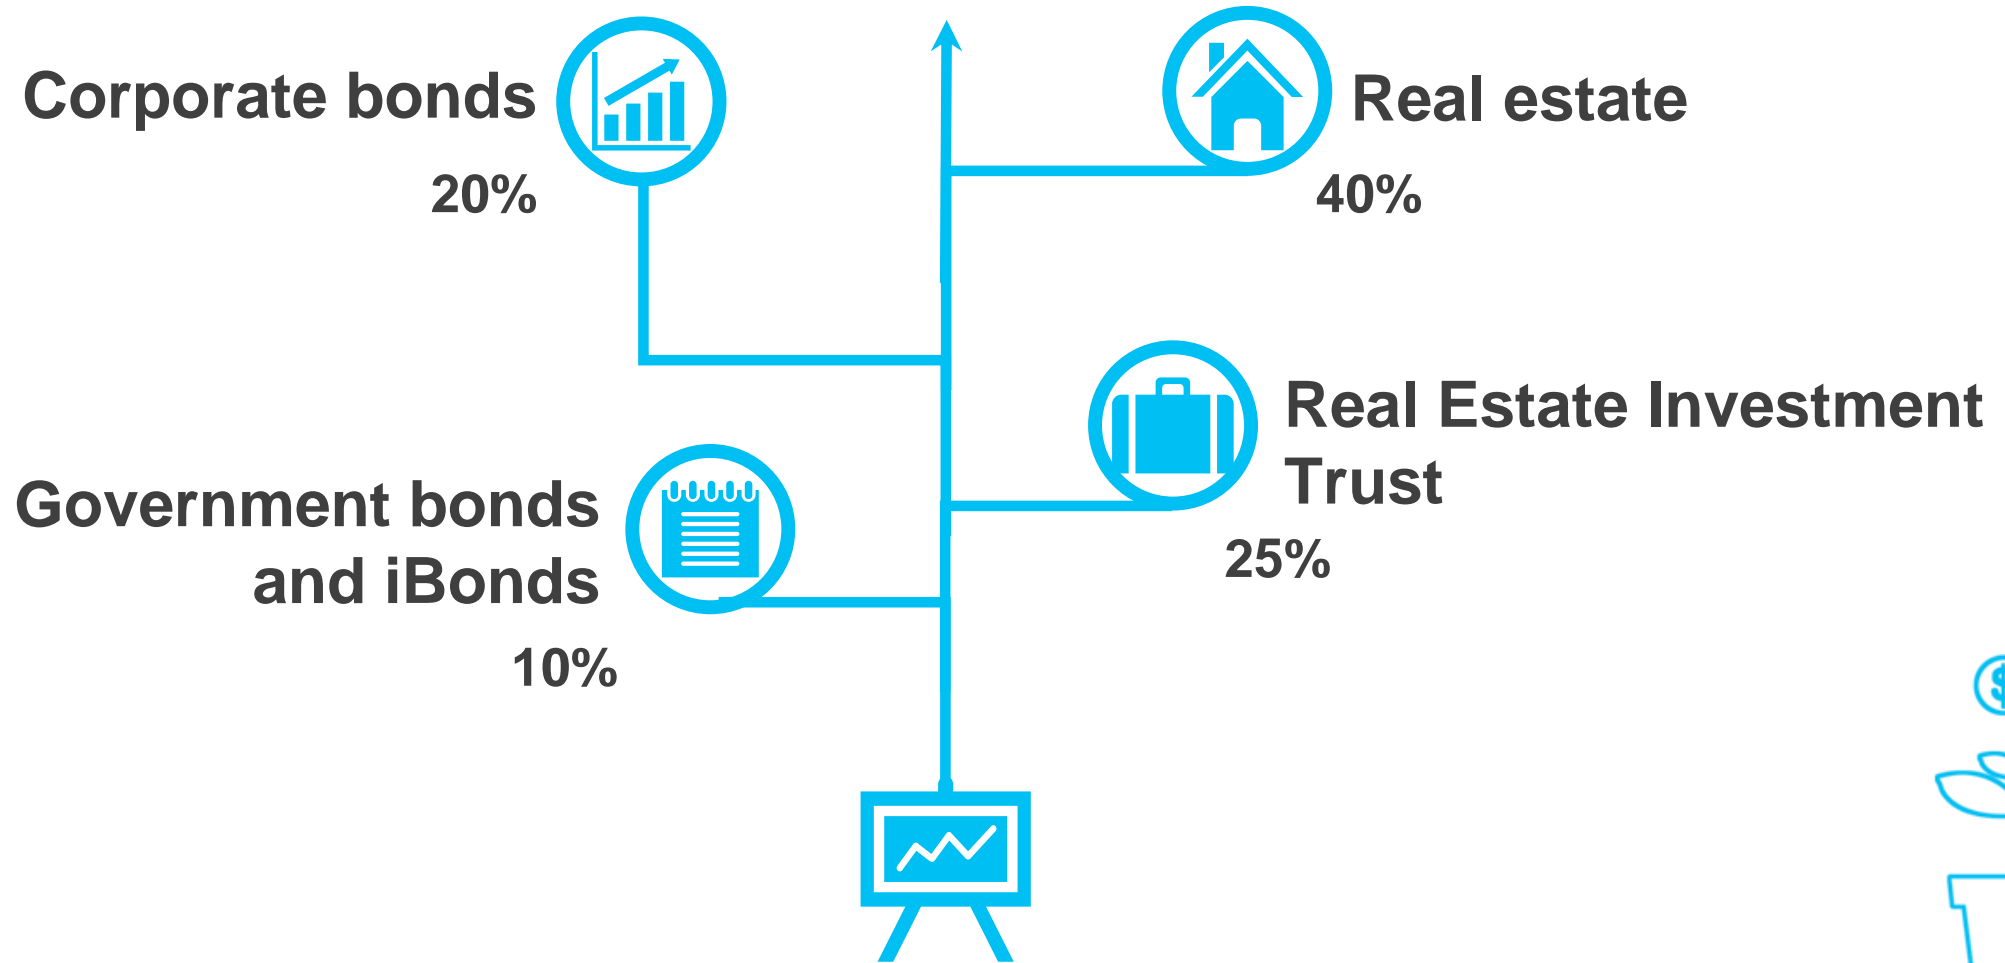 Corporate bonds
20%
Real estate
40%
Government bonds
and iBonds
10%
Real Estate Investment
Trust
25%
$